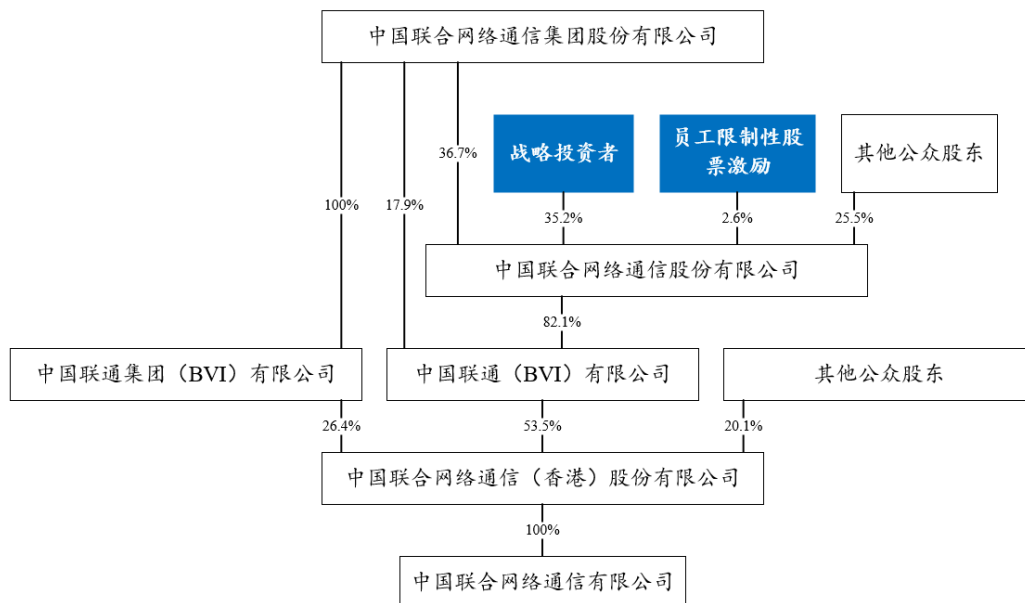 中国联合网络通信集团股份有限公司
36.7%
战略投资者
员工限制性股
票激励
其他公众股东
100%
17.9%
35.2%
2.6%
25.5%
中国联合网络通信股份有限公司
82.1%
中国联通集团（BVI）有限公司
中国联通（BVI）有限公司
其他公众股东
26.4%
53.5%
20.1%
中国联合网络通信（香港）股份有限公司
100%
中国联合网络通信有限公司